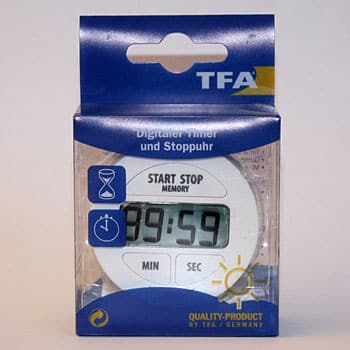 TFA
Digitaler Timer
und Stoppuhr
START STOP
MEMORY
99:59
MIN SEC
QUALITY-PRODUCT
BY TFA / GERMANY